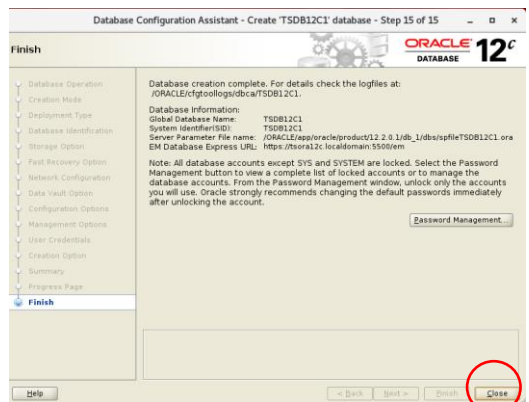 Database Configuration Assistant - Create 'TSDB12C1' database - Step 15 of 15
Finish
ORACLE
DATABASE
12c
Database Operation
Creation Mode
Deployment Type
Database Identification
Storage Option
Fast Recovery Option
Network Configuration
Data Vault Option
Configuration Options
Management Options
User Credentials
Creation Option
Summary
Progress Page
Finish
Database creation complete. For details check the logfiles at:
/ORACLE/cfgtoollogs/dbca/TSDB12C1.
Database Information:
Global Database Name: TSDB12C1
System Identifier(SID): TSDB12C1
Server Parameter File name: /ORACLE/app/oracle/product/12.2.0.1/db_1/dbs/spfileTSDB12C1.ora
EM Database Express URL: https://tsora12c.localdomain:5500/em
Note: All database accounts except SYS and SYSTEM are locked. Select the Password
Management button to view a complete list of locked accounts or to manage the
database accounts. From the Password Management window, unlock only the accounts
you will use. Oracle strongly recommends changing the default passwords immediately
after unlocking the account.
Password Management...
Help
< Back
Next >
Finish
Close